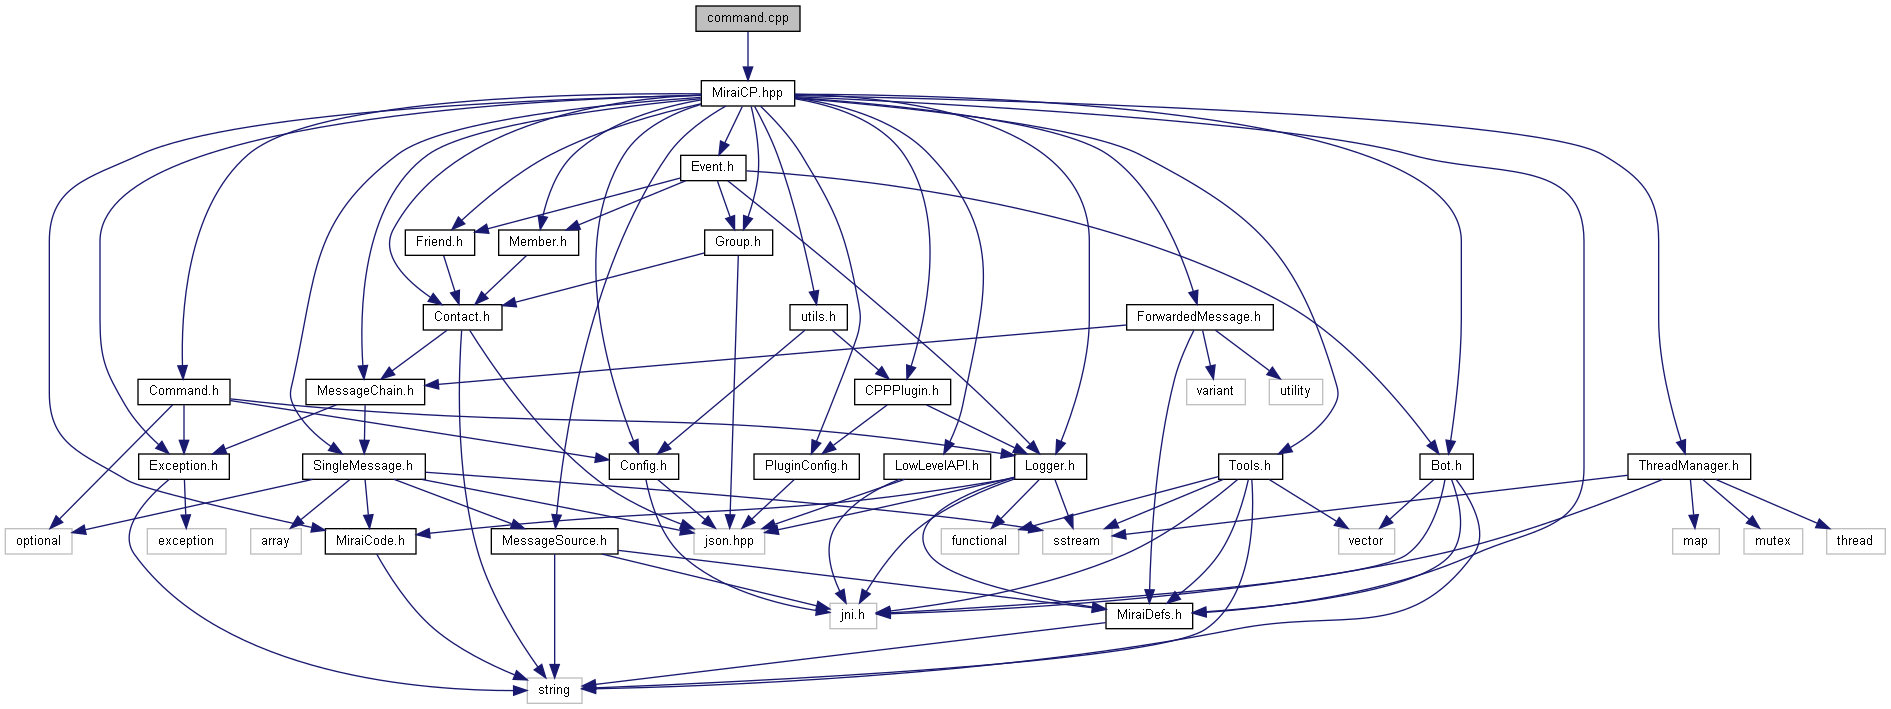 command.cpp
MiraiCP.hpp
Event.h
Friend.h
Member.h
Group.h
Contact.h
utils.h
ForwardedMessage.h
Command.h
MessageChain.h
CPPPlugin.h
variant
utility
Exception.h
SingleMessage.h
Config.h
PluginConfig.h
LowLevelAPI.h
Logger.h
Tools.h
Bot.h
ThreadManager.h
optional
exception
array
MiraiCode.h
MessageSource.h
json.hpp
functional
sstream
vector
map
mutex
thread
jni.h
MiraiDefs.h
string